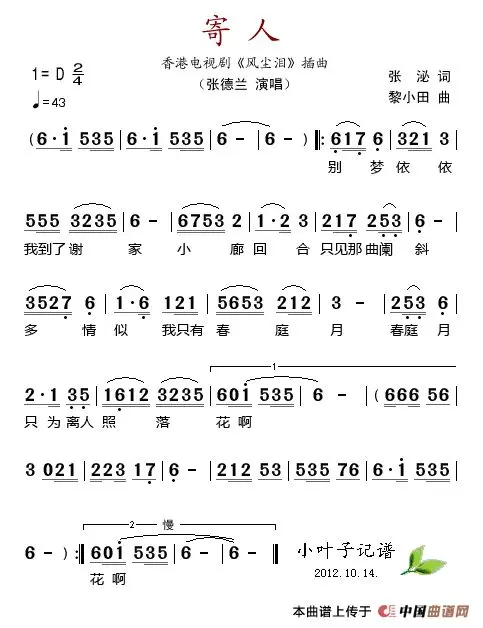 寄人
香港电视剧《风尘泪》插曲
(张德兰 演唱)
1=D 2/4
♩=43
张 泌 词
黎小田 曲
(6·i 535|6·i 535|6- |6- )‖:617 6 |321 3|
别 梦 依 依
555 3235|6 - |6753 2|1·2 3|217 253|6 - |
我到了谢 家 小 廊 回 合 只见那曲阑 斜
3527 6 |1·6 121|5653 212|3 - |253 6|
多 情 似 我只有 春 庭 月 春庭 月
2·1 35|1612 3235|60i 535|6 - |(666 56|
1
只 为 离人 照 落 花 啊
3 021|223 17|6- |212 53|535 76|6·i 535|
2 慢
6- ):‖60i 535|6- |6-‖
花 啊
小叶子记谱
2012.10.14.
本曲谱上传于 中国曲谱网